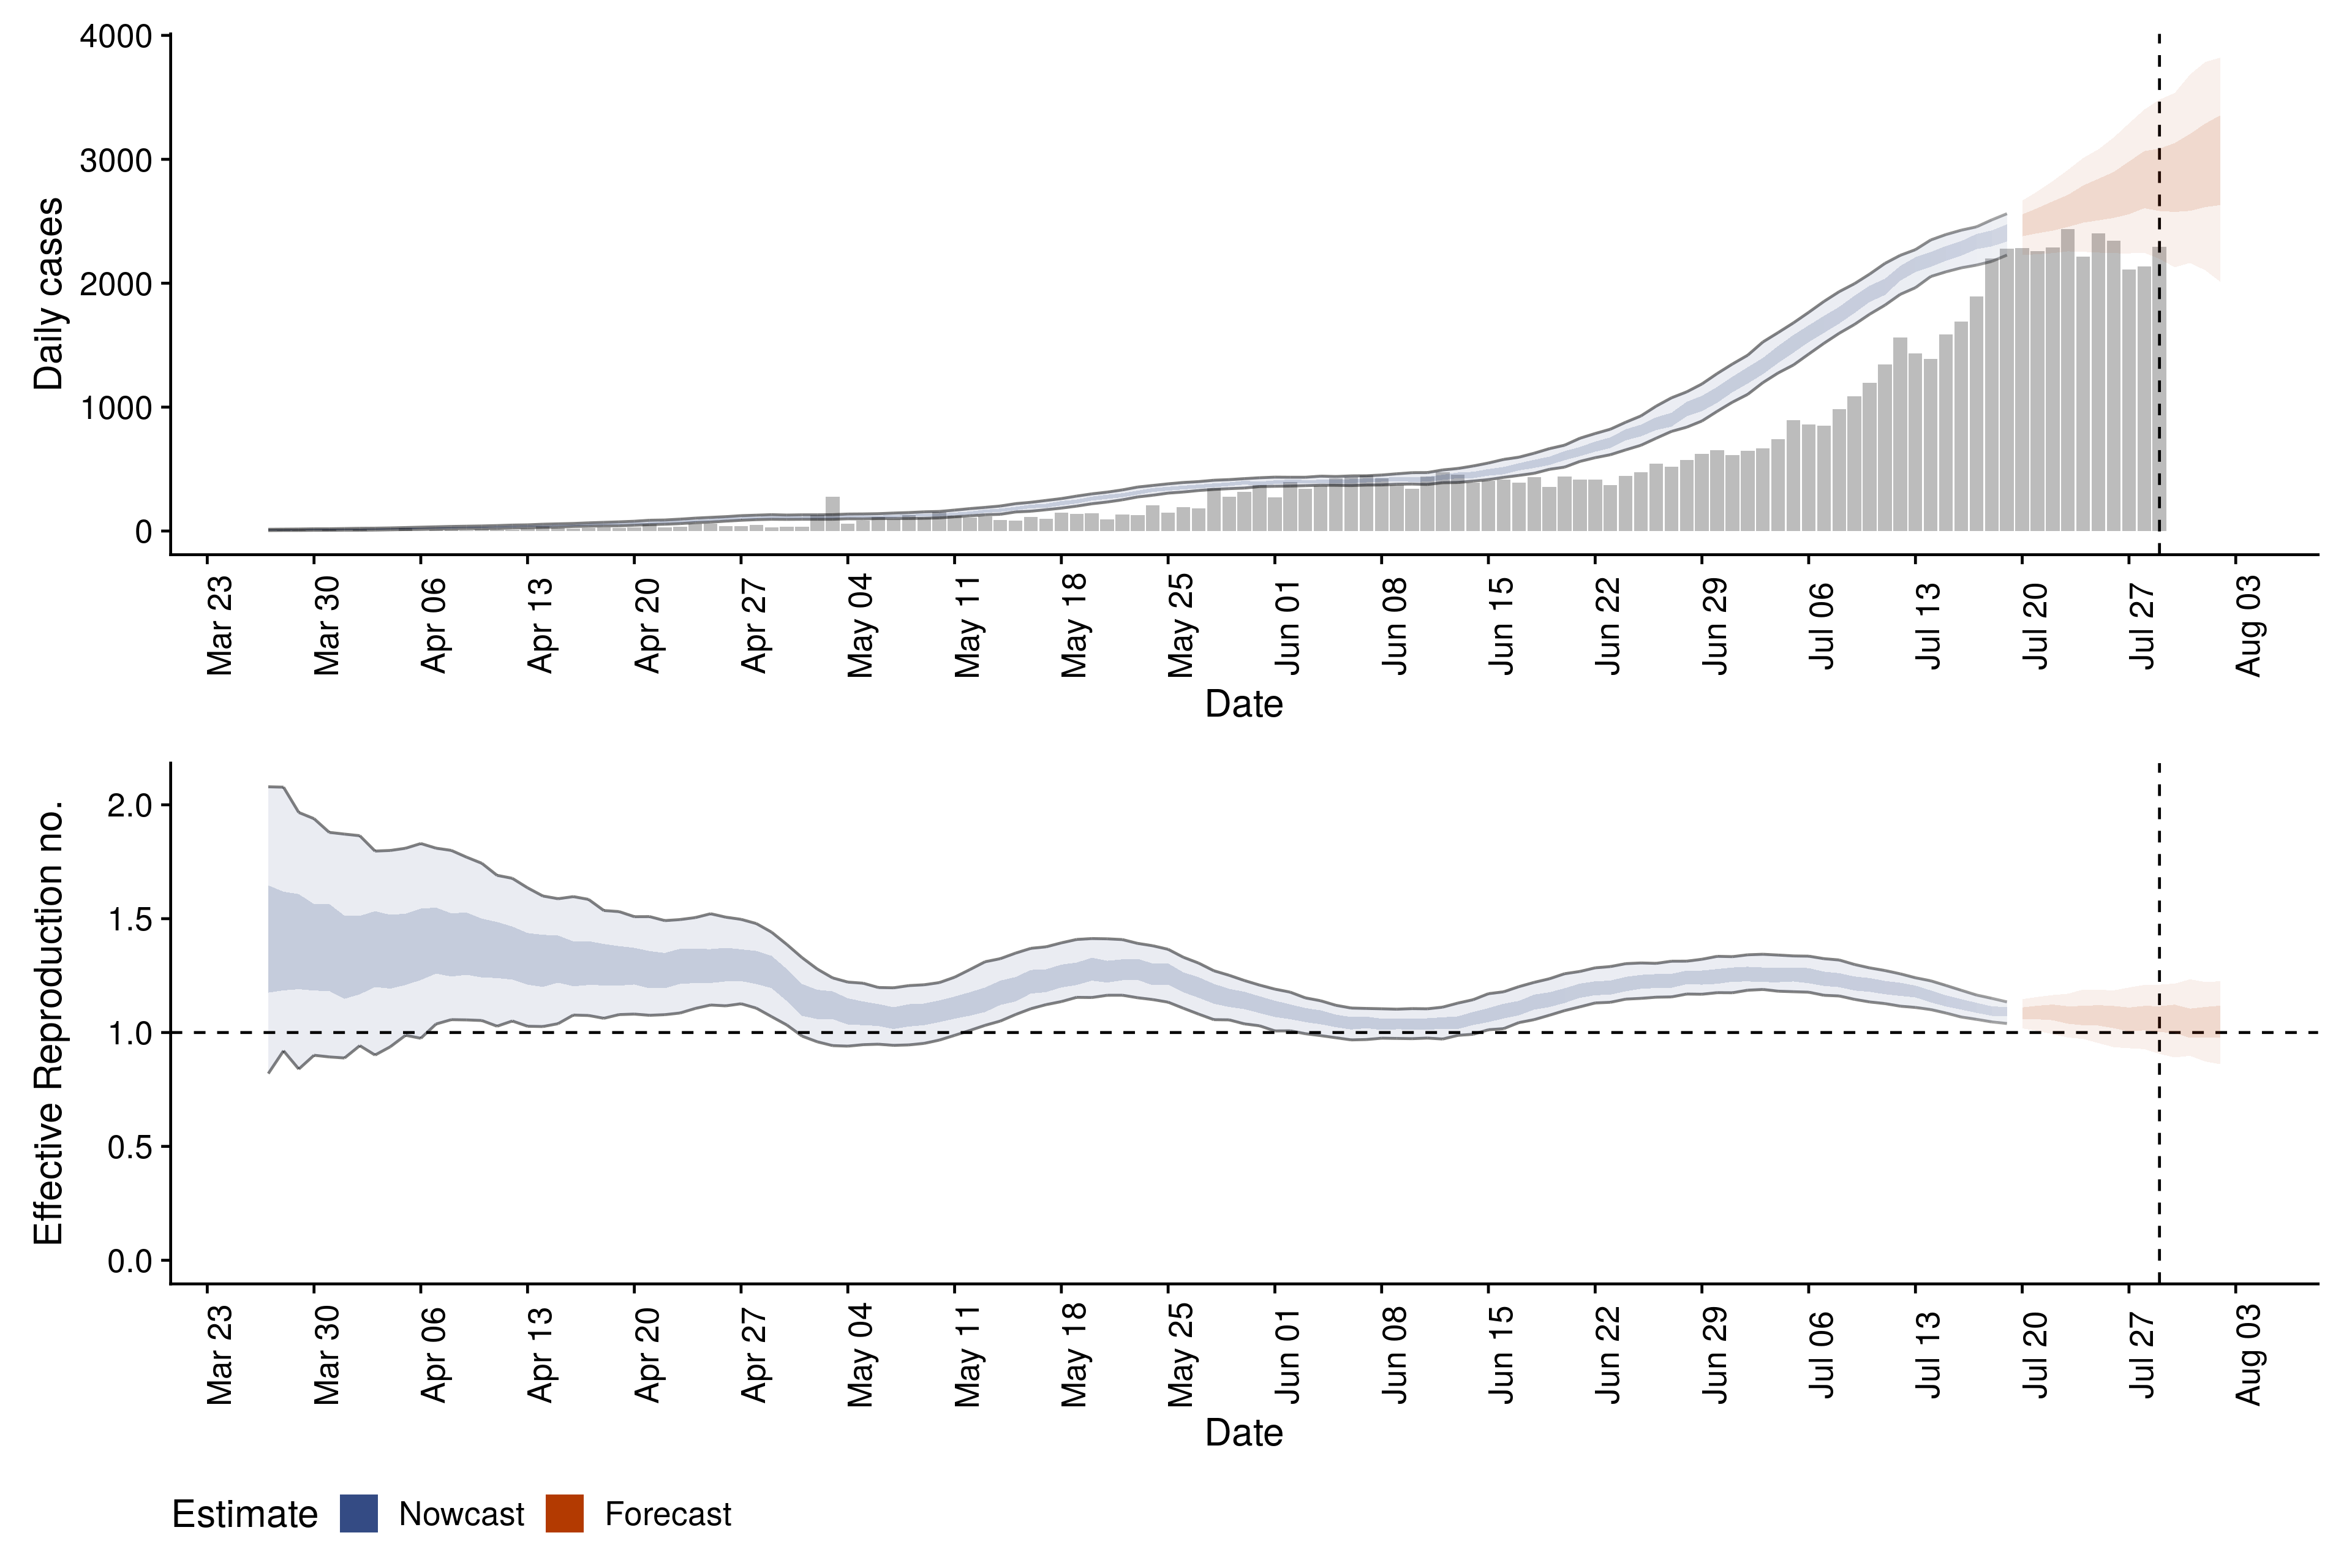 4000
3000
2000
1000
0
Daily cases
Mar 23 Mar 30 Apr 06 Apr 13 Apr 20 Apr 27 May 04 May 11 May 18 May 25 Jun 01 Jun 08 Jun 15 Jun 22 Jun 29 Jul 06 Jul 13 Jul 20 Jul 27 Aug 03
Date
2.0
1.5
1.0
0.5
0.0
Effective Reproduction no.
Mar 23 Mar 30 Apr 06 Apr 13 Apr 20 Apr 27 May 04 May 11 May 18 May 25 Jun 01 Jun 08 Jun 15 Jun 22 Jun 29 Jul 06 Jul 13 Jul 20 Jul 27 Aug 03
Date
Estimate Nowcast Forecast